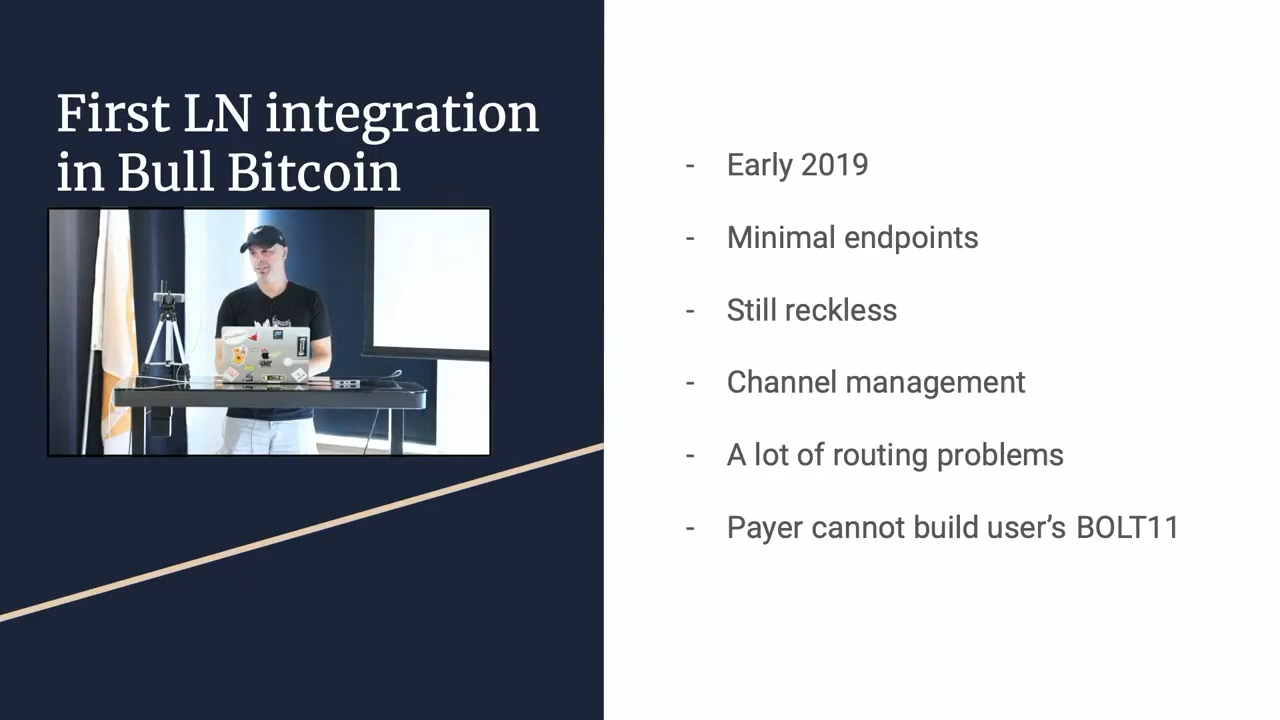 First LN integration
in Bull Bitcoin
- Early 2019
- Minimal endpoints
- Still reckless
- Channel management
- A lot of routing problems
- Payer cannot build user’s BOLT11